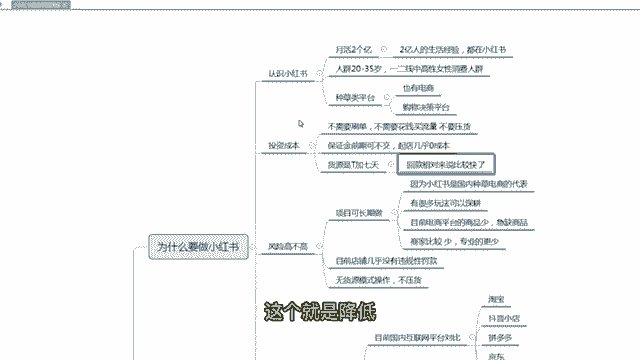 月活2个亿
2亿人的生活经验，都在小红书
认识小红书
人群20-35岁，一二线中高性女性消费人群
也有电商
种草类平台
购物决策平台
不需要刷单，不需要花钱买流量 不要压货
投资成本
保证金前期可不交，起店几乎0成本
货源是T加七天
回款相对来说比较快了
因为小红书是国内种草电商的代表
有很多玩法可以深耕
项目可长期做
目前电商平台的商品少，急缺商品
商家比较 少，专业的更少
为什么要做小红书
风险高不高
目前店铺几乎没有违规性罚款
无货源模式操作，不压货
这个就是降低
淘宝
抖音小店
目前国内互联网平台对比
拼多多
京东